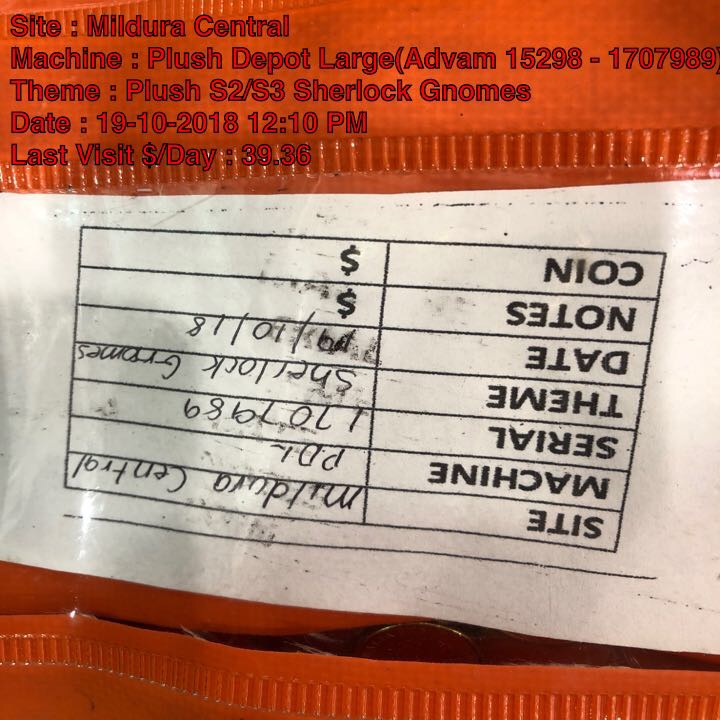 Site : Mildura Central
Machine : Plush Depot Large(Advam 15298 - 1707989)
Theme : Plush S2/S3 Sherlock Gnomes
Date : 19-10-2018 12:10 PM
Last Visit $/Day : 39.36
SITE Mildura Central
MACHINE PDL
SERIAL 1707989
THEME Sherlock Gnomes
DATE 19/10/18
NOTES $
COIN $